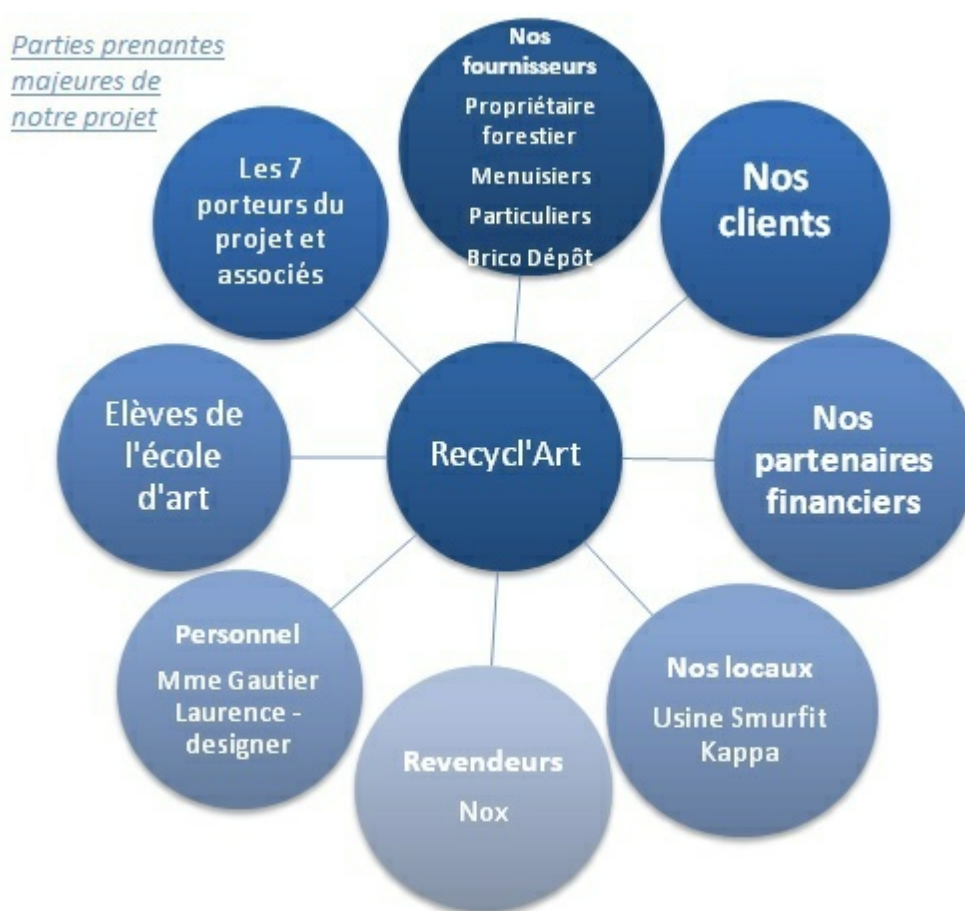 Parties prenantes
majeures de
notre projet
Nos
fournisseurs
Propriétaire
forestier
Menuisiers
Particuliers
Brico Dépôt
Nos
clients
Nos
partenaires
financiers
Nos locaux
Usine Smurfit
Kappa
Revendeurs
Nox
Personnel
Mme Gautier
Laurence -
designer
Elèves de
l'école
d'art
Les 7
porteurs du
projet et
associés
Recycl'Art